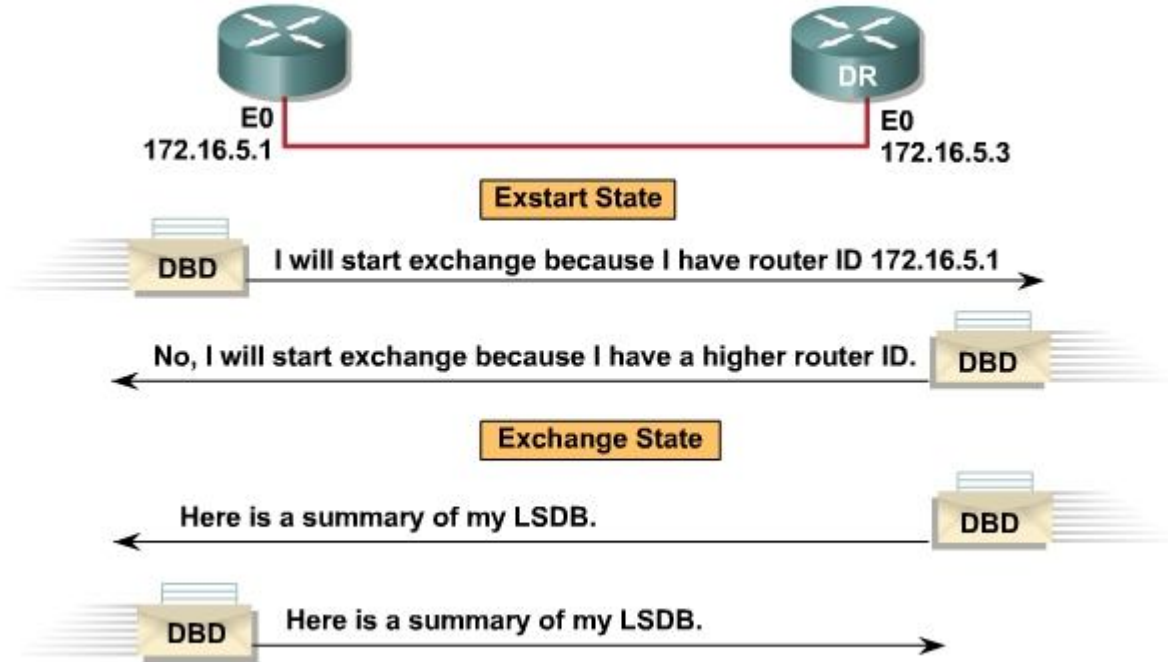 DR
E0
172.16.5.1
E0
172.16.5.3
Exstart State
DBD
I will start exchange because I have router ID 172.16.5.1
No, I will start exchange because I have a higher router ID.
DBD
Exchange State
Here is a summary of my LSDB.
DBD
DBD
Here is a summary of my LSDB.